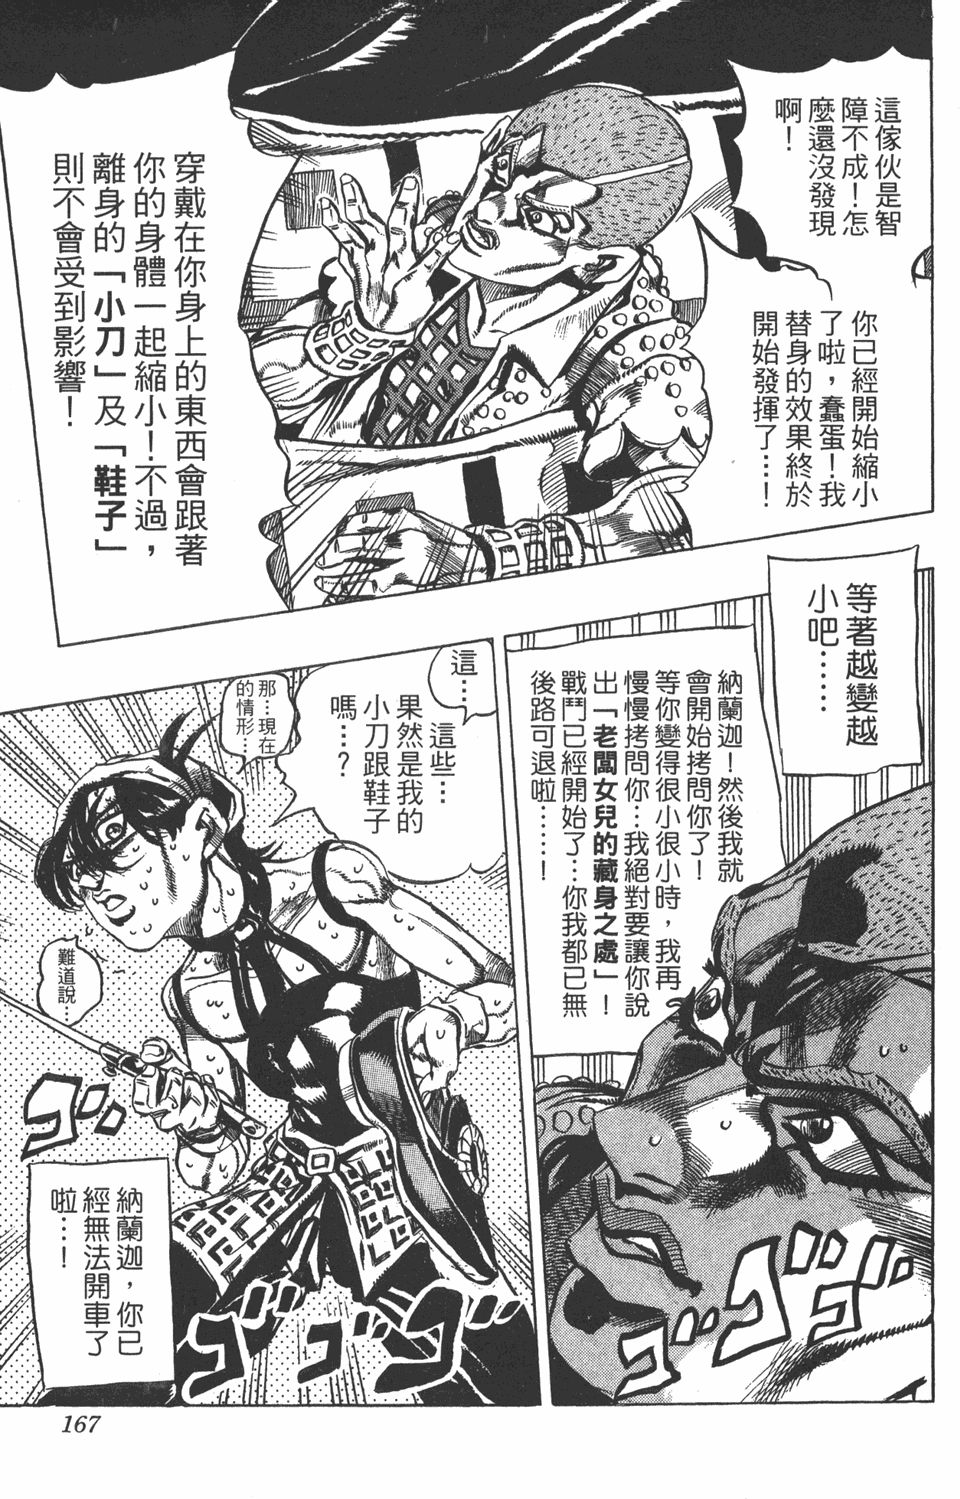 這傢伙是智
障不成！怎
麼還沒發現
啊！
你已經開始縮小
了啦，蠢蛋！我
替身的效果終於
開始發揮了…！
穿戴在你身上的東西會跟著
你的身體一起縮小！不過，
離身的「小刀」及「鞋子」
則不會受到影響！
等著越變越
小吧……
納蘭迦！然後我就
會開始拷問你了！
等你變得很小很小時，我再
慢慢拷問你…我絕對要讓你說
出「老闆女兒的藏身之處」！
戰鬥已經開始了…你我都已無
後路可退啦……！
這…
這些…
果然是我的
小刀跟鞋子
嗎…？
那…現在
的情形…
難道說…
ゴゴゴ
ゴゴゴ
ゴゴゴ
納蘭迦，你已
經無法開車了
啦…！
167